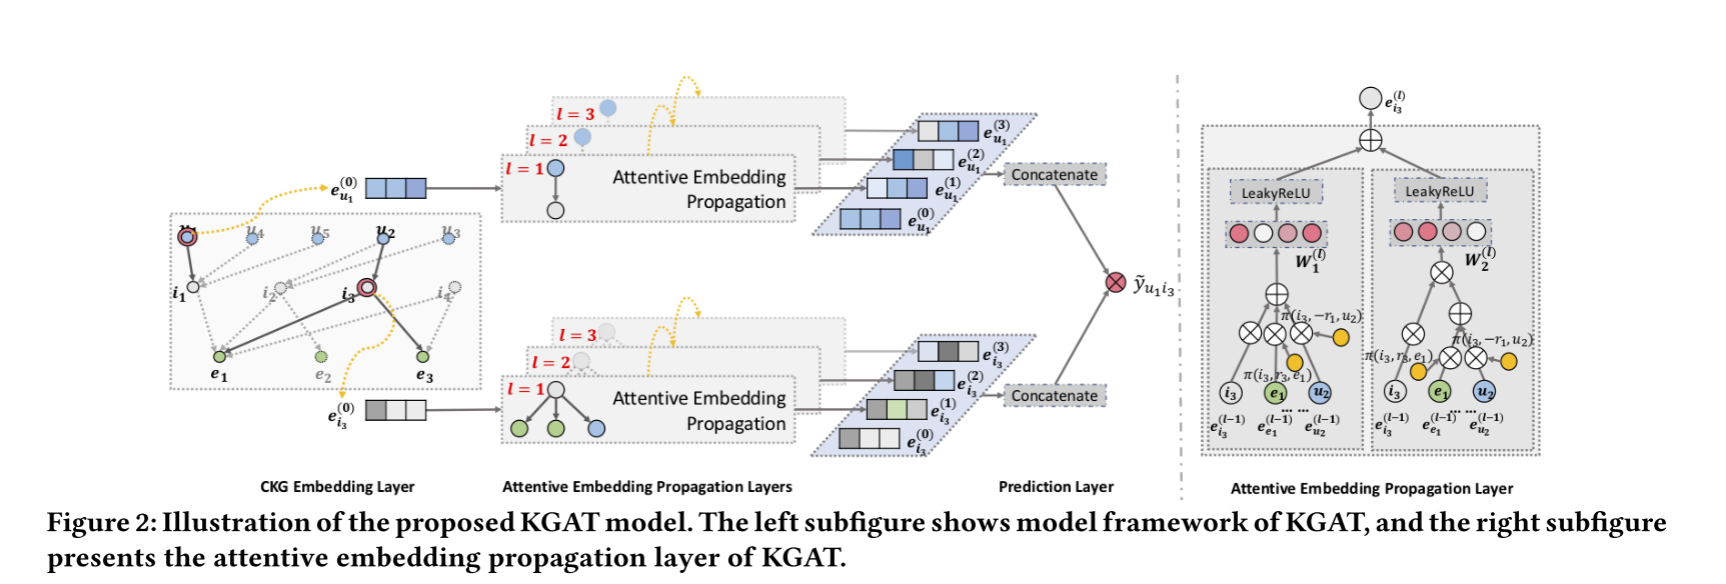 l = 3
l = 2
l = 1
Attentive Embedding
Propagation
e_{u_1}^{(0)}
e_{u_1}^{(3)}
e_{u_1}^{(2)}
e_{u_1}^{(1)}
e_{u_1}^{(0)}
Concatenate
u_4 u_5 u_2 u_3
i_1 i_2 i_3 i_4
e_1 e_2 e_3
e_{i_3}^{(0)}
l = 3
l = 2
l = 1
Attentive Embedding
Propagation
e_{i_3}^{(3)}
e_{i_3}^{(2)}
e_{i_3}^{(1)}
e_{i_3}^{(0)}
Concatenate
ỹ_{u_1 i_3}
CKG Embedding Layer
Attentive Embedding Propagation Layers
Prediction Layer
e_{i_3}^{(l)}
LeakyReLU
W_1^{(l)}
π(i_3, −r_1, u_2)
π(i_3, r_3, e_1)
i_3 e_1 u_2
... ...
e_{i_3}^{(l-1)} e_{e_1}^{(l-1)} e_{u_2}^{(l-1)}
LeakyReLU
W_2^{(l)}
π(i_3, −r_1, u_2)
π(i_3, r_3, e_1)
i_3 e_1 u_2
... ...
e_{i_3}^{(l-1)} e_{e_1}^{(l-1)} e_{u_2}^{(l-1)}
Attentive Embedding Propagation Layer
Figure 2: Illustration of the proposed KGAT model. The left subfigure shows model framework of KGAT, and the right subfigure
presents the attentive embedding propagation layer of KGAT.